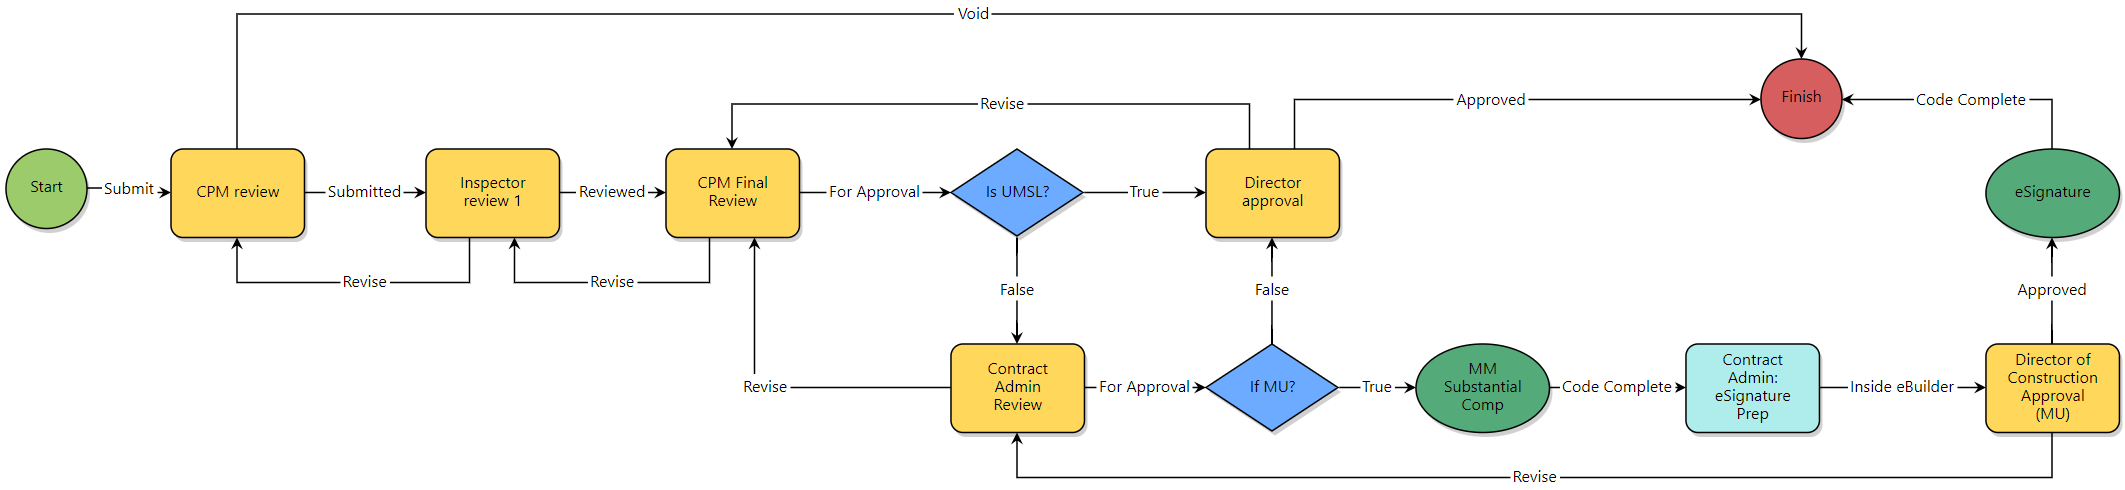 Void
Finish
Revise
Approved
Code Complete
Start
Submit
CPM review
Submitted
Inspector
review 1
Reviewed
CPM Final
Review
For Approval
Is UMSL?
True
Director
approval
eSignature
Revise
Revise
False
False
Approved
Revise
Contract
Admin
Review
For Approval
If MU?
True
MM
Substantial
Comp
Code Complete
Contract
Admin:
eSignature
Prep
Inside eBuilder
Director of
Construction
Approval
(MU)
Revise